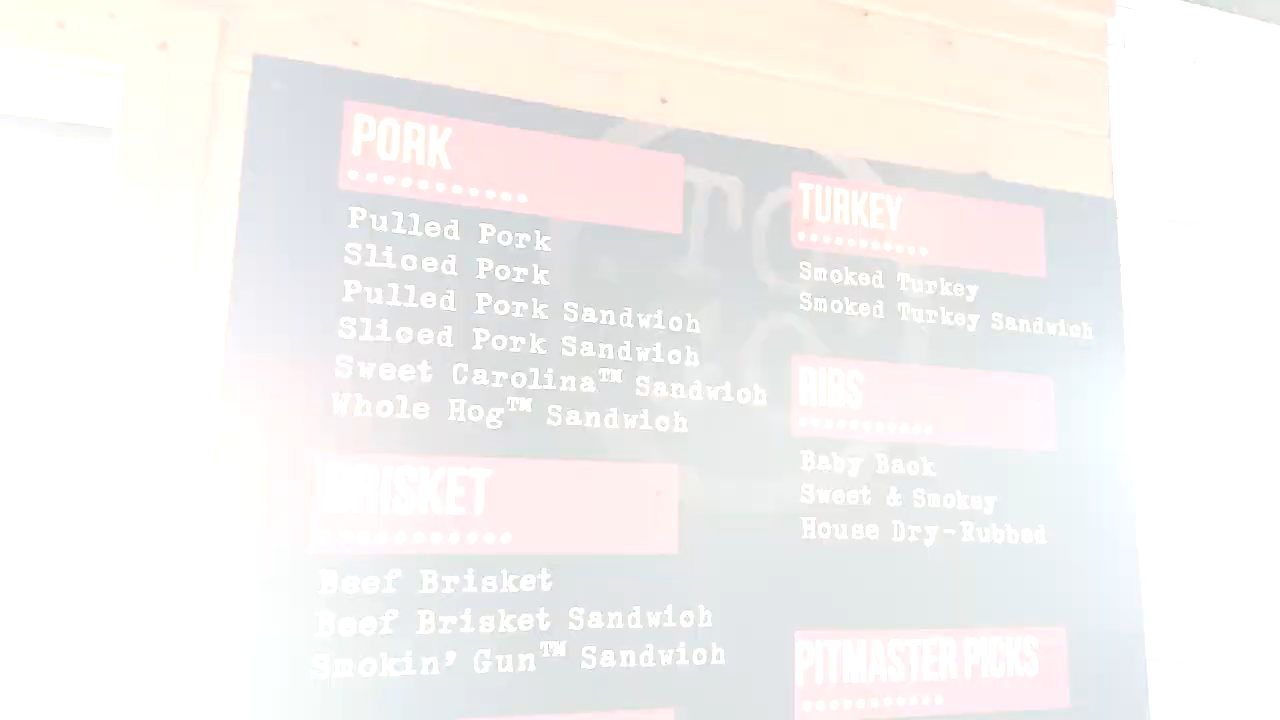 PORK
Pulled Pork
Sliced Pork
Pulled Pork Sandwich
Sliced Pork Sandwich
Sweet Carolina™ Sandwich
Whole Hog™ Sandwich
BRISKET
Beef Brisket
Beef Brisket Sandwich
Smokin' Gun™ Sandwich
TURKEY
Smoked Turkey
Smoked Turkey Sandwich
RIBS
Baby Back
Sweet & Smokey
House Dry-Rubbed
PITMASTER PICKS